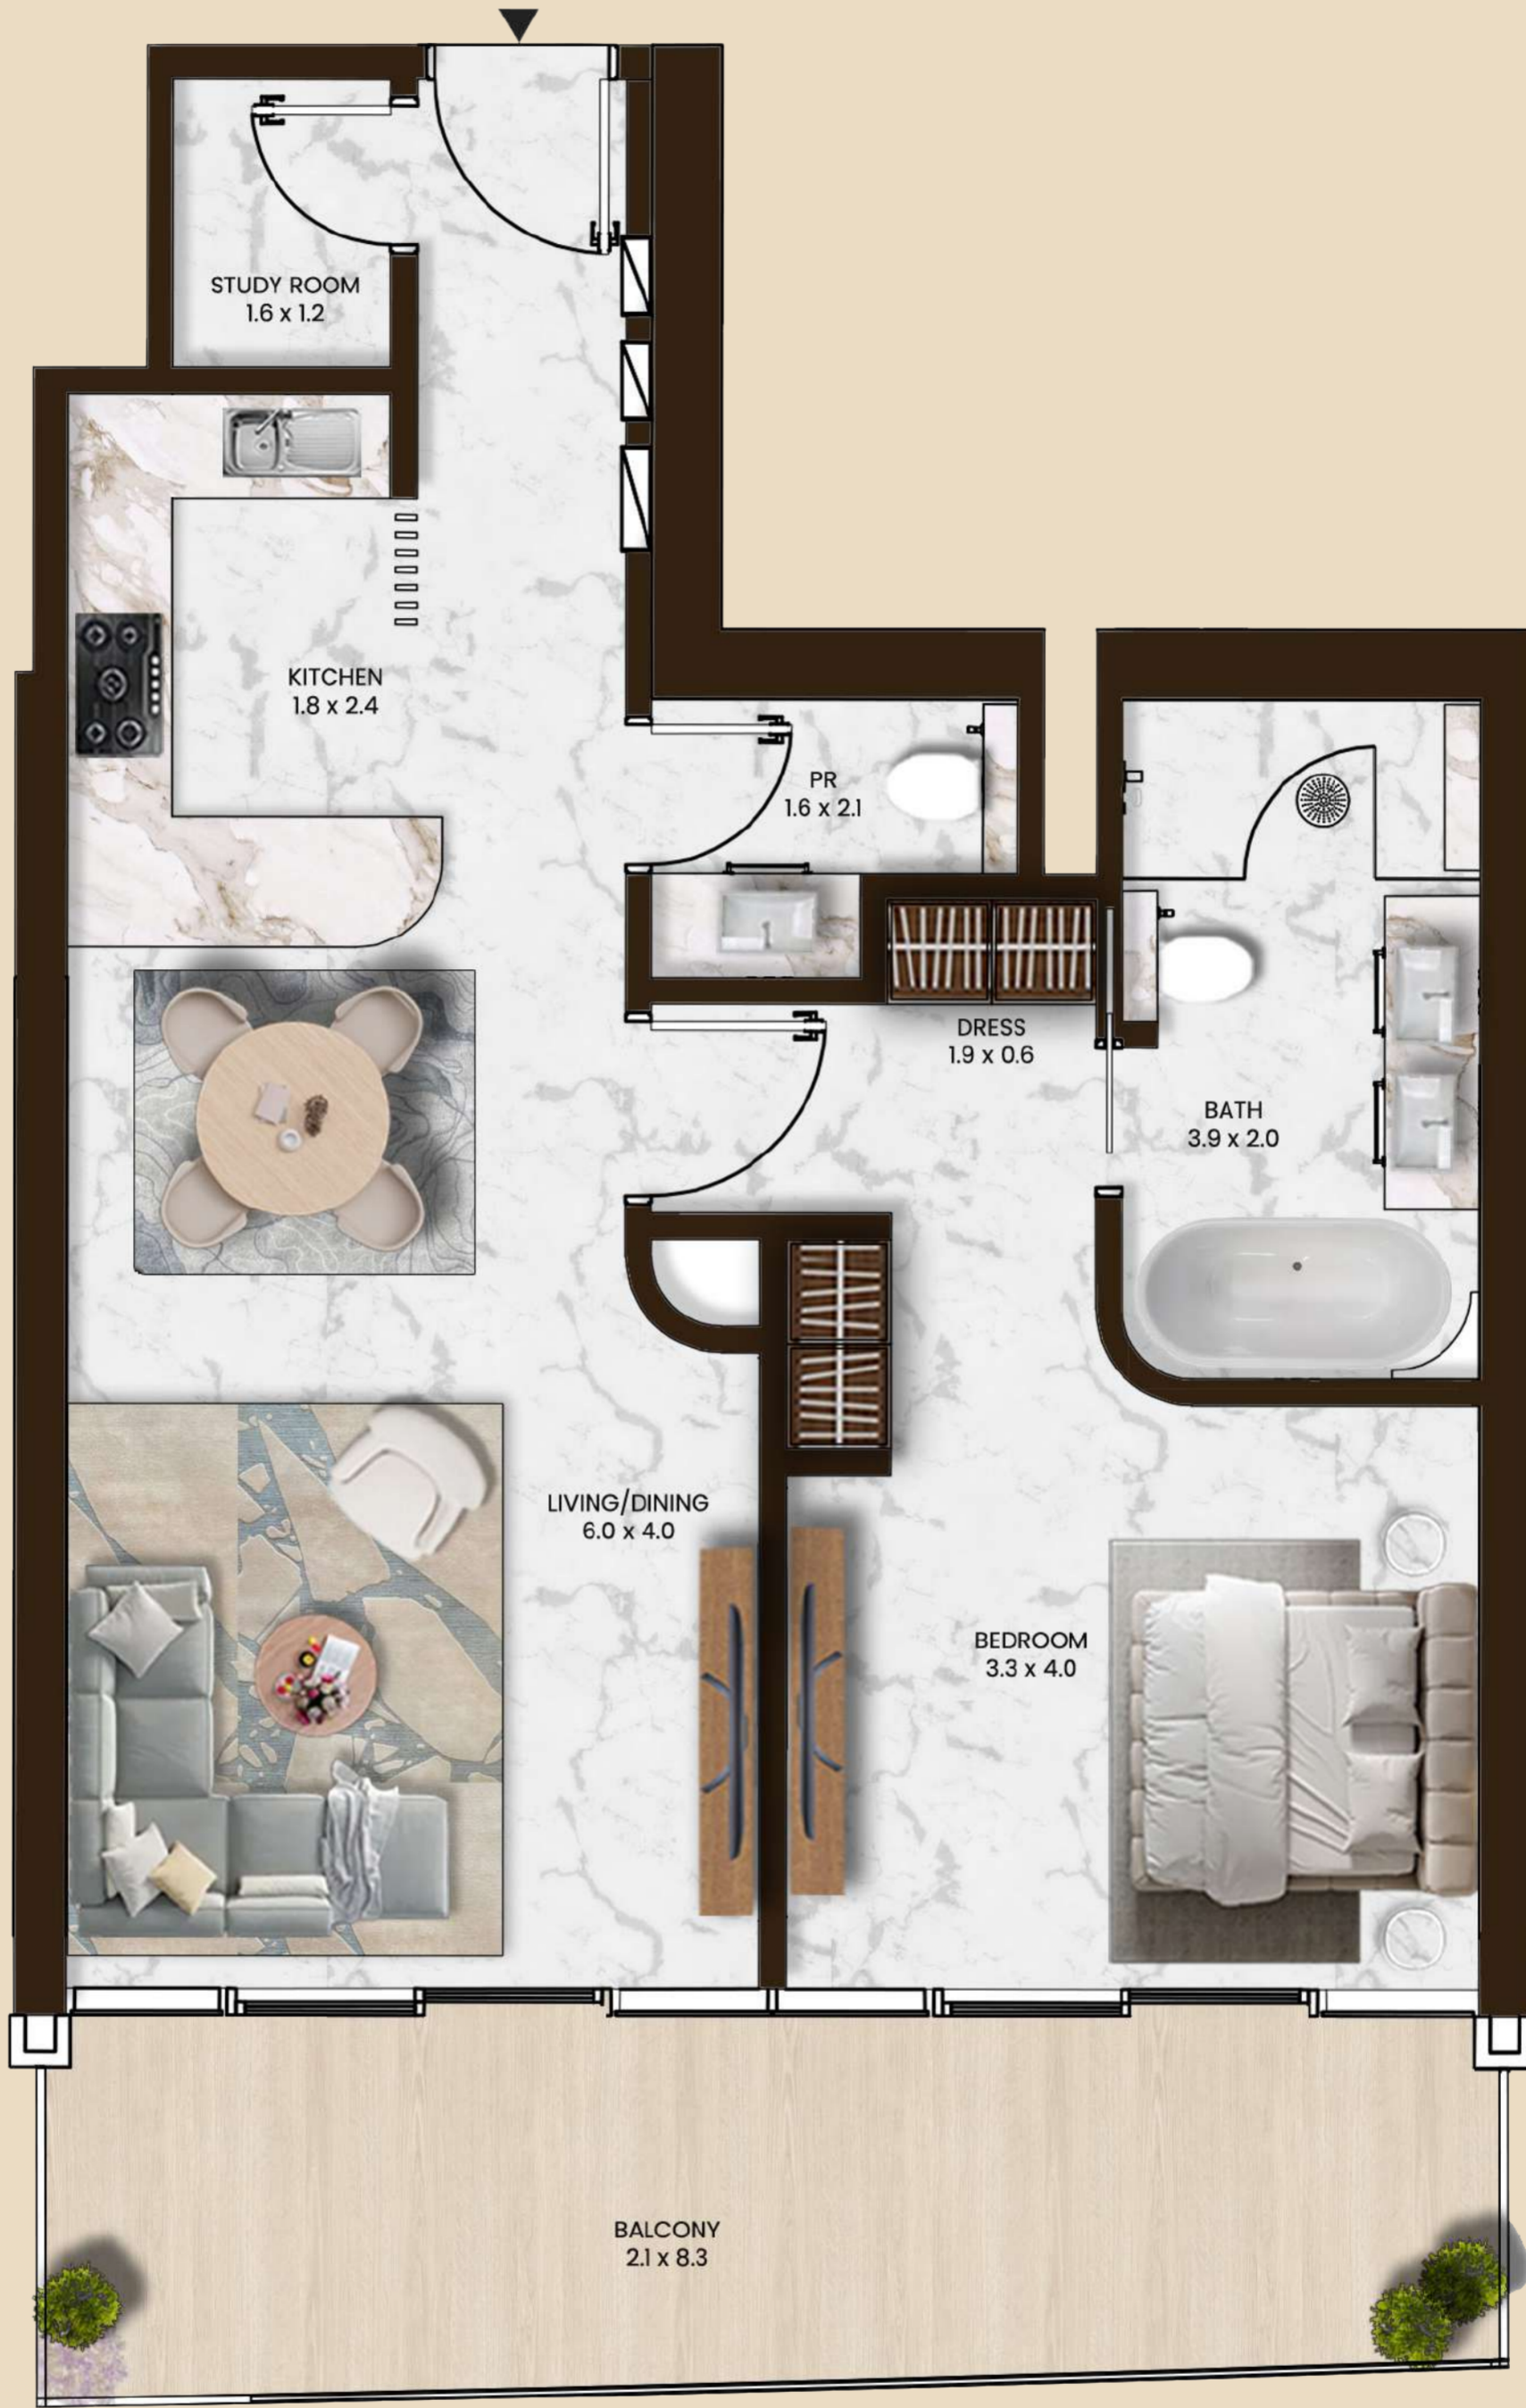 STUDY ROOM
1.6 x 1.2
KITCHEN
1.8 x 2.4
PR
1.6 x 2.1
DRESS
1.9 x 0.6
BATH
3.9 x 2.0
LIVING/DINING
6.0 x 4.0
BEDROOM
3.3 x 4.0
BALCONY
2.1 x 8.3